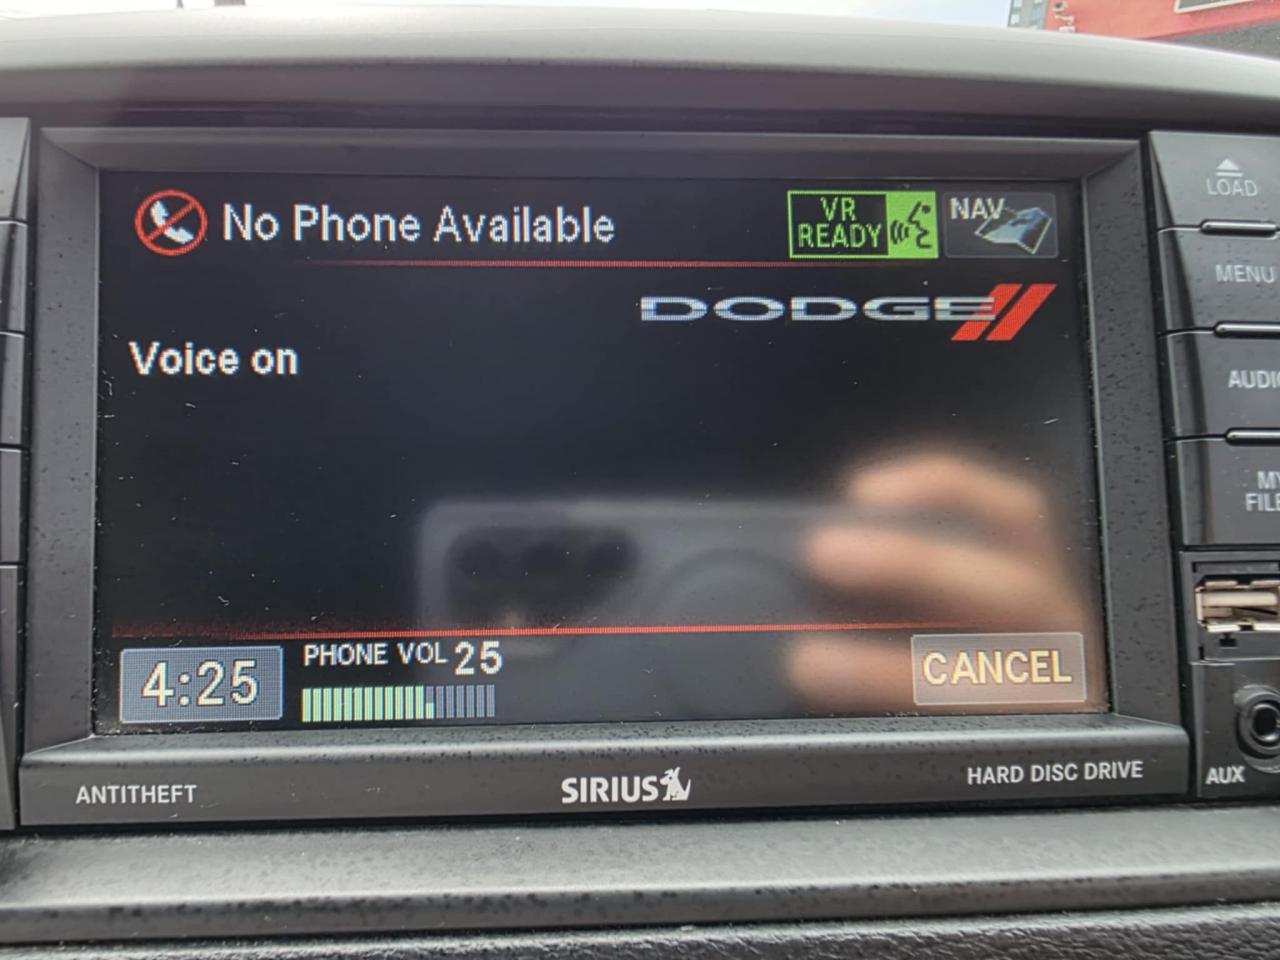 No Phone Available
VR
READY
NAV
DODGE
Voice on
PHONE VOL 25
4:25
CANCEL
ANTITHEFT
SIRIUS
HARD DISC DRIVE
LOAD
MENU
MY
AUX